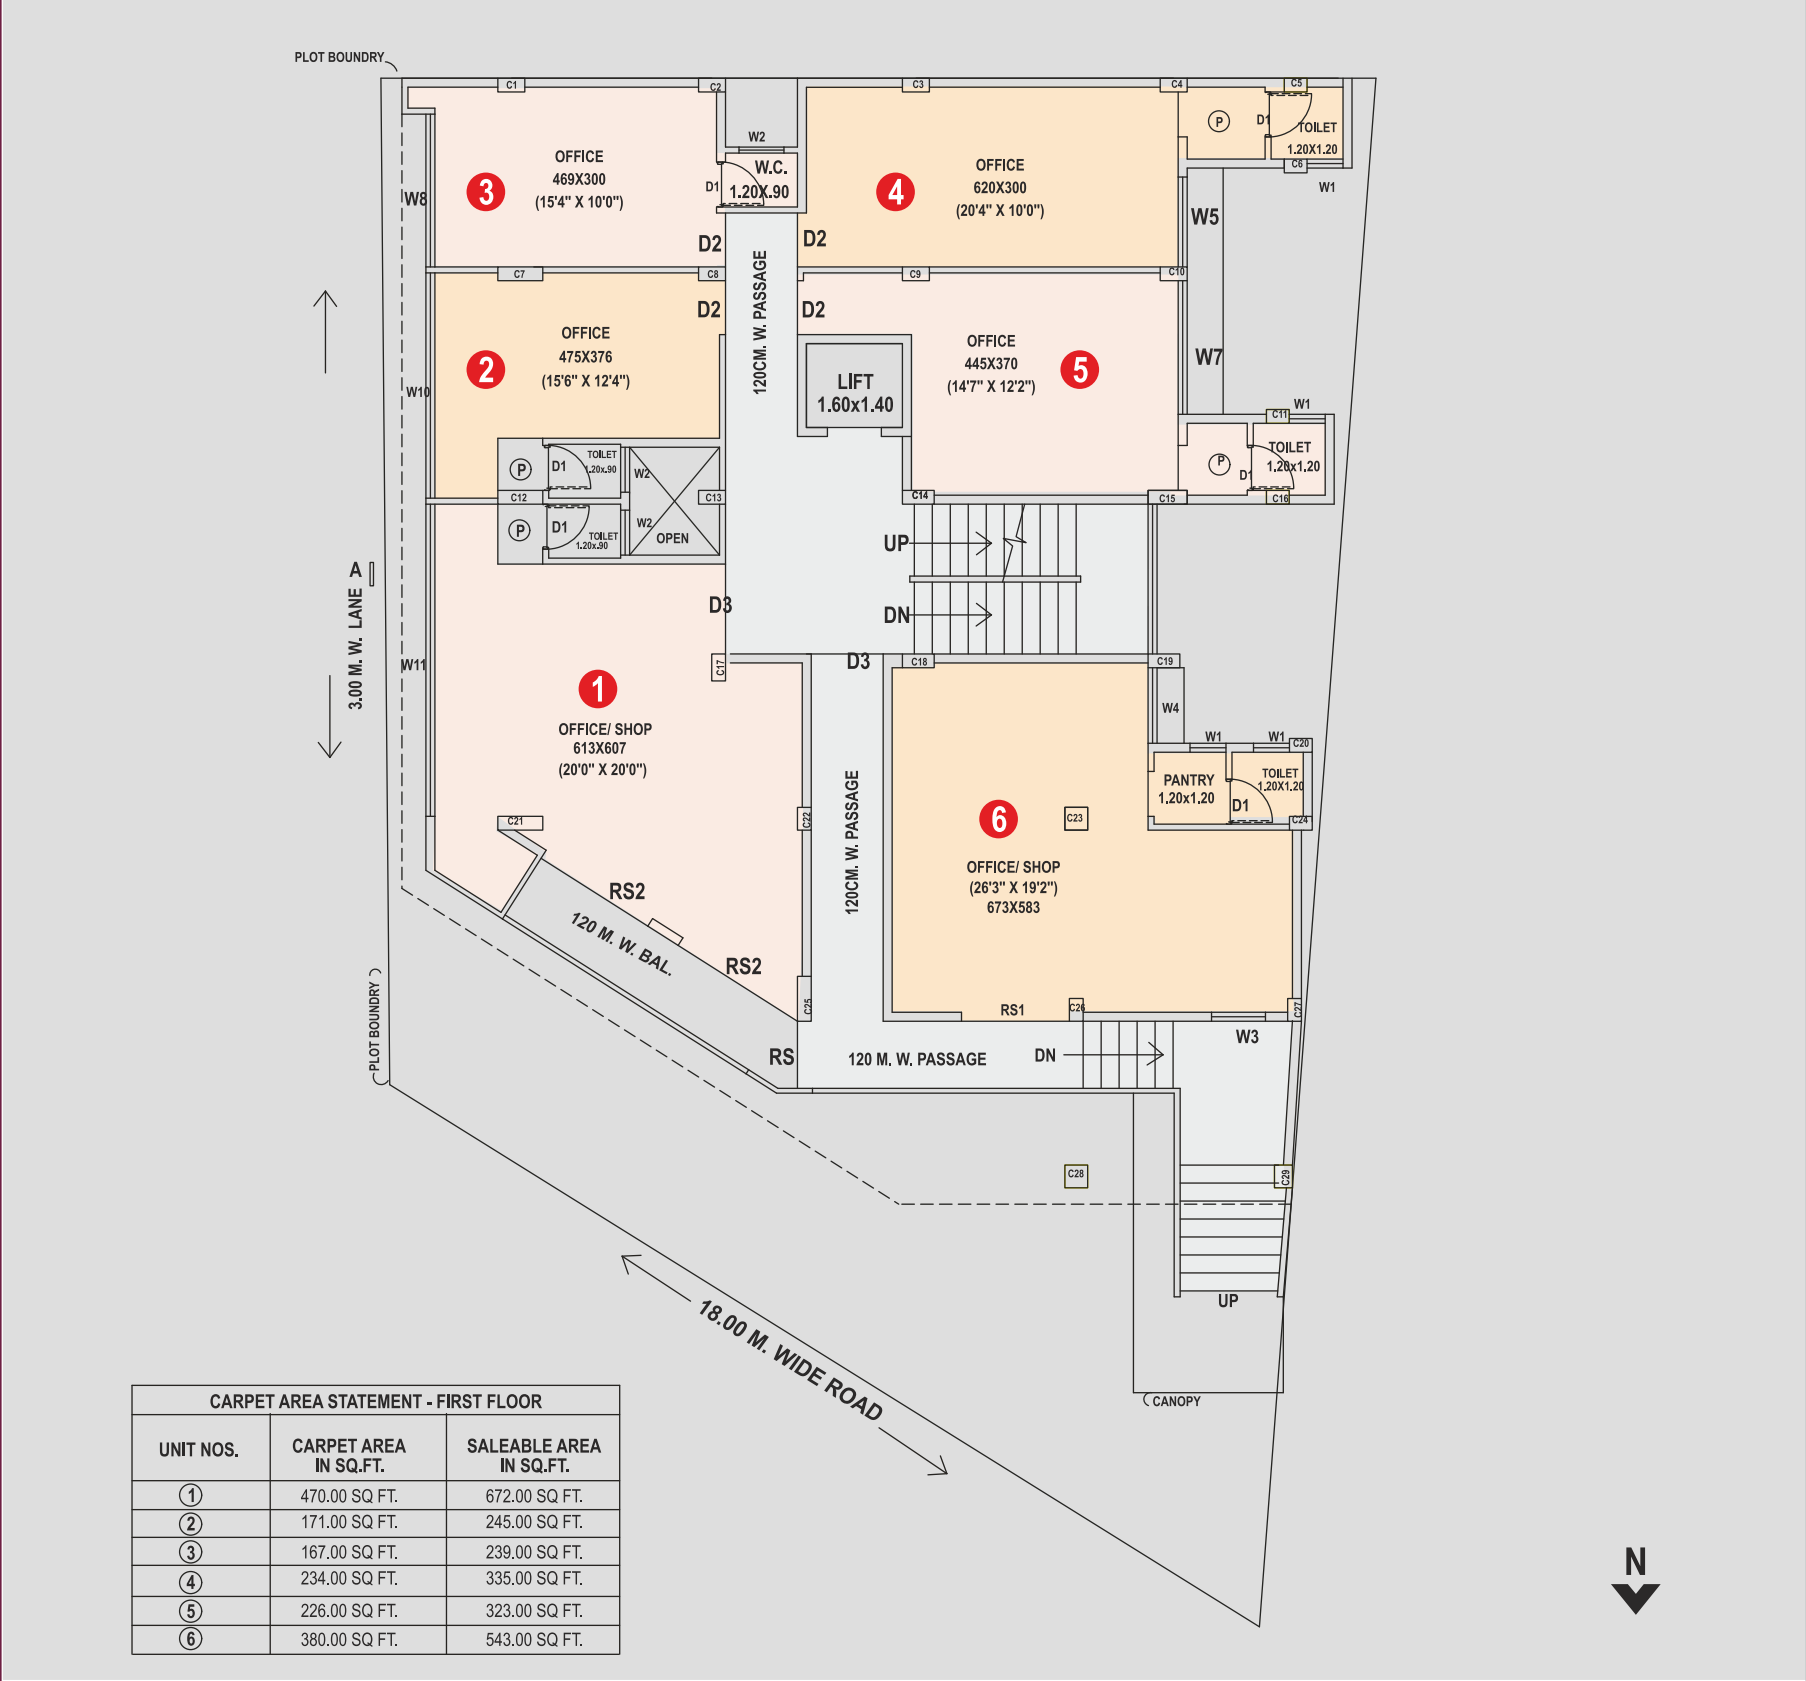 PLOT BOUNDRY
C1
C2
C3
C4
C5
W2
P
D1
TOILET
1.20X1.20
C6
W1
OFFICE
469X300
(15'4" X 10'0")
3
W8
D1
W.C.
1.20X.90
4
OFFICE
620X300
(20'4" X 10'0")
W5
D2
D2
C7
C8
C9
C10
120CM. W. PASSAGE
D2
D2
OFFICE
475X376
(15'6" X 12'4")
2
W10
LIFT
1.60x1.40
OFFICE
445X370
(14'7" X 12'2")
5
W7
W1
C11
P
D1
TOILET
1.20x1.20
P
D1
TOILET
1.20x.90
W2
C12
C13
C14
C15
C16
P
D1
TOILET
1.20x.90
W2
OPEN
UP
DN
A
3.00 M. W. LANE
D3
W11
C17
D3
C18
C19
1
OFFICE/ SHOP
613X607
(20'0" X 20'0")
W4
W1
W1
C20
PANTRY
1.20x1.20
TOILET
1.20X1.20
D1
C21
C22
C23
C24
6
120CM. W. PASSAGE
OFFICE/ SHOP
(26'3" X 19'2")
673X583
RS2
120 M. W. BAL.
RS2
C25
RS1
C26
C27
W3
PLOT BOUNDRY
RS
120 M. W. PASSAGE
DN
C28
C29
UP
18.00 M. WIDE ROAD
CANOPY
CARPET AREA STATEMENT - FIRST FLOOR
UNIT NOS.
CARPET AREA
IN SQ.FT.
SALEABLE AREA
IN SQ.FT.
1 470.00 SQ FT. 672.00 SQ FT.
2 171.00 SQ FT. 245.00 SQ FT.
3 167.00 SQ FT. 239.00 SQ FT.
4 234.00 SQ FT. 335.00 SQ FT.
5 226.00 SQ FT. 323.00 SQ FT.
6 380.00 SQ FT. 543.00 SQ FT.
N